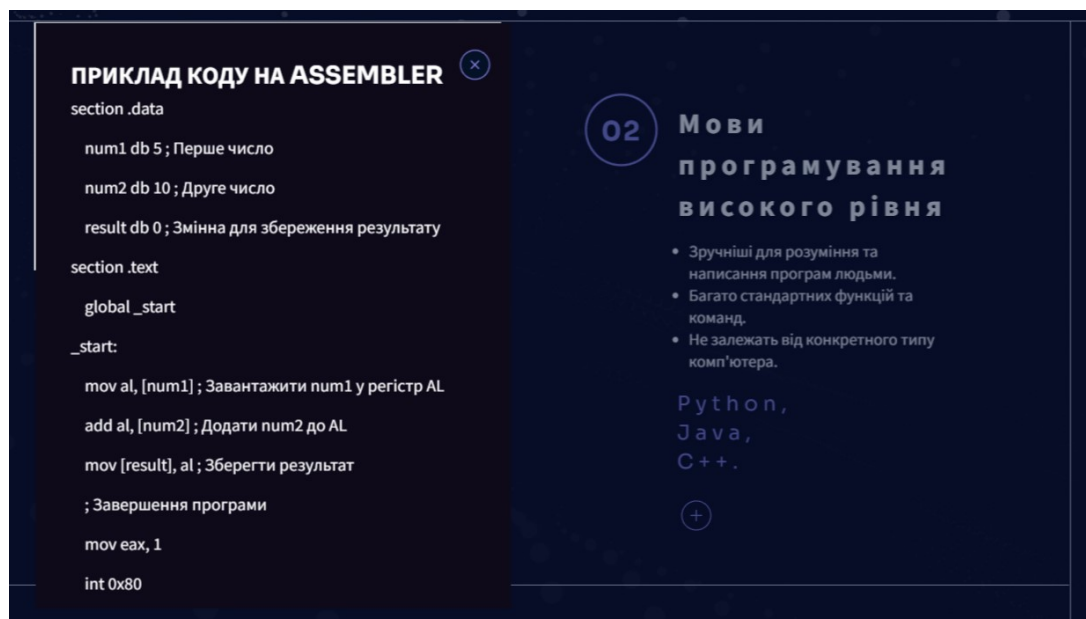 ПРИКЛАД КОДУ НА ASSEMBLER
section .data
num1 db 5 ; Перше число
num2 db 10 ; Друге число
result db 0 ; Змінна для збереження результату
section .text
global _start
_start:
mov al, [num1] ; Завантажити num1 у регістр AL
add al, [num2] ; Додати num2 до AL
mov [result], al ; Зберегти результат
; Завершення програми
mov eax, 1
int 0x80
02
Мови
програмування
високого рівня
• Зручніші для розуміння та
написання програм людьми.
• Багато стандартних функцій та
команд.
• Не залежать від конкретного типу
комп'ютера.
Python,
Java,
C++.